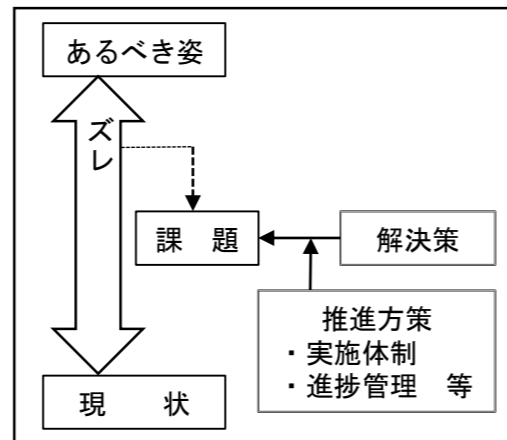 あるべき姿
ズレ
課　題
解決策
推進方策
・実施体制
・進捗管理　等
現　　状